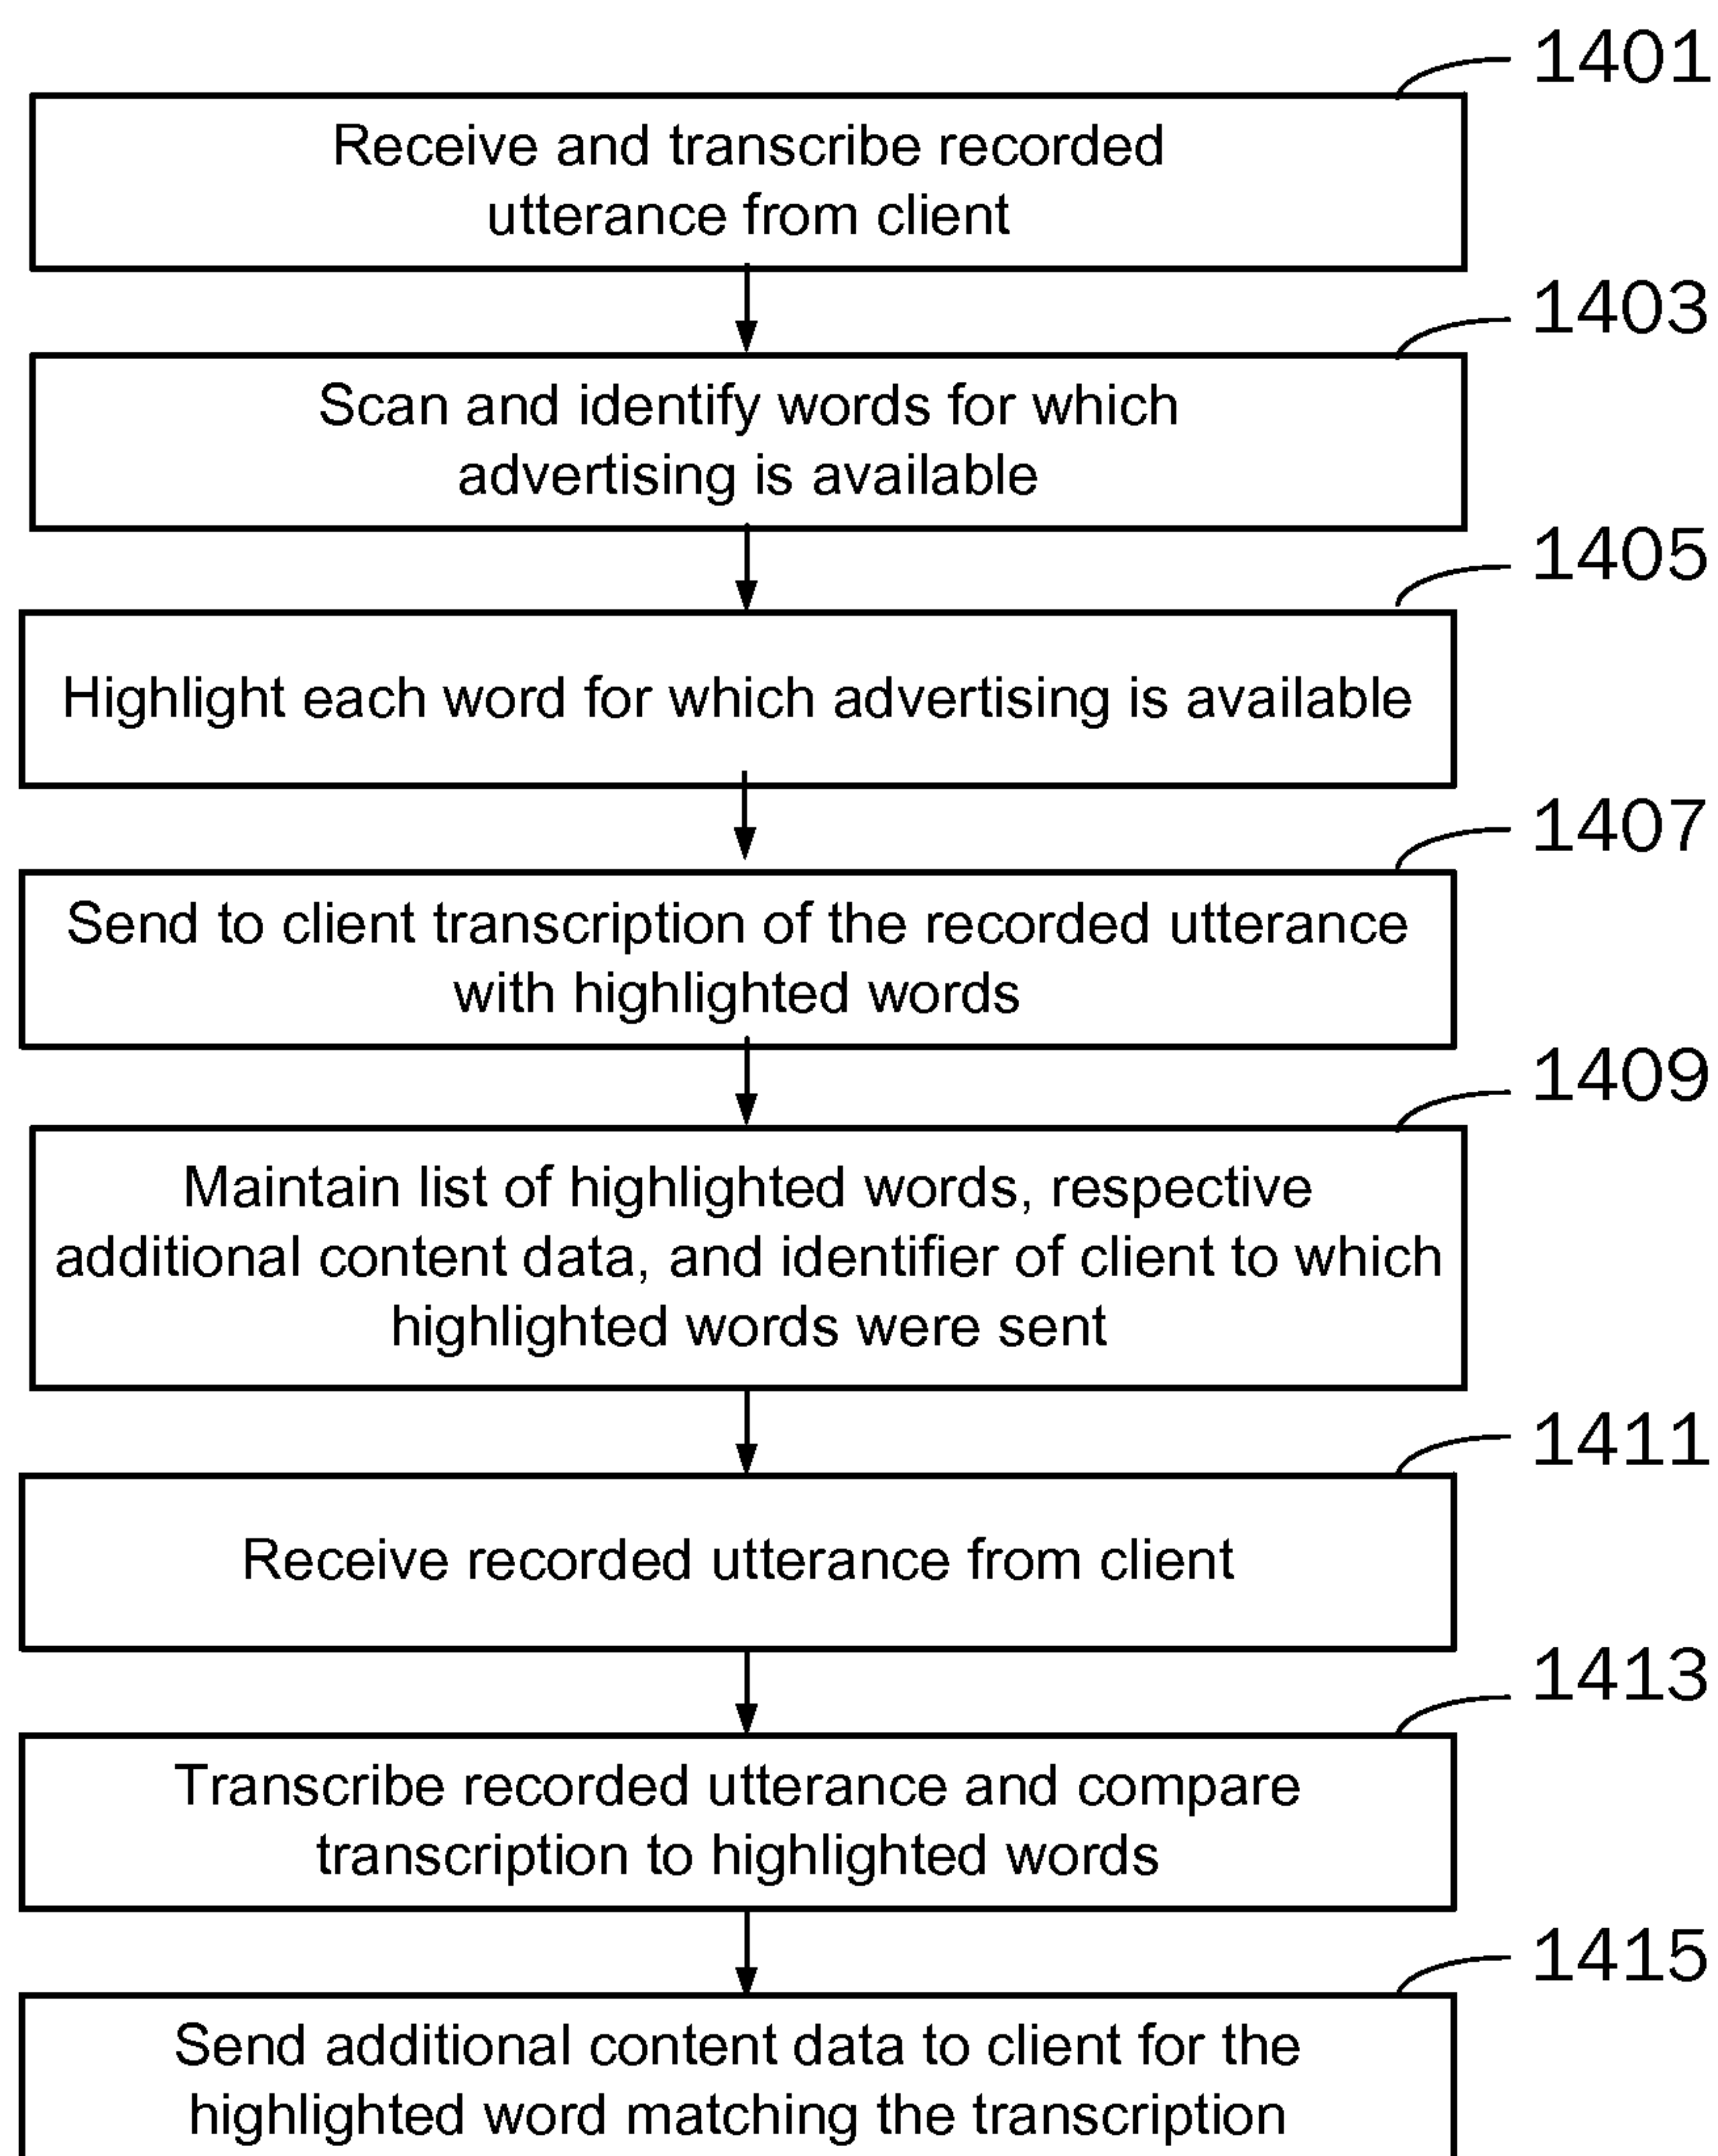 1401
Receive and transcribe recorded
utterance from client
1403
Scan and identify words for which
advertising is available
1405
Highlight each word for which advertising is available
1407
Send to client transcription of the recorded utterance
with highlighted words
1409
Maintain list of highlighted words, respective
additional content data, and identifier of client to which
highlighted words were sent
1411
Receive recorded utterance from client
1413
Transcribe recorded utterance and compare
transcription to highlighted words
1415
Send additional content data to client for the
highlighted word matching the transcription